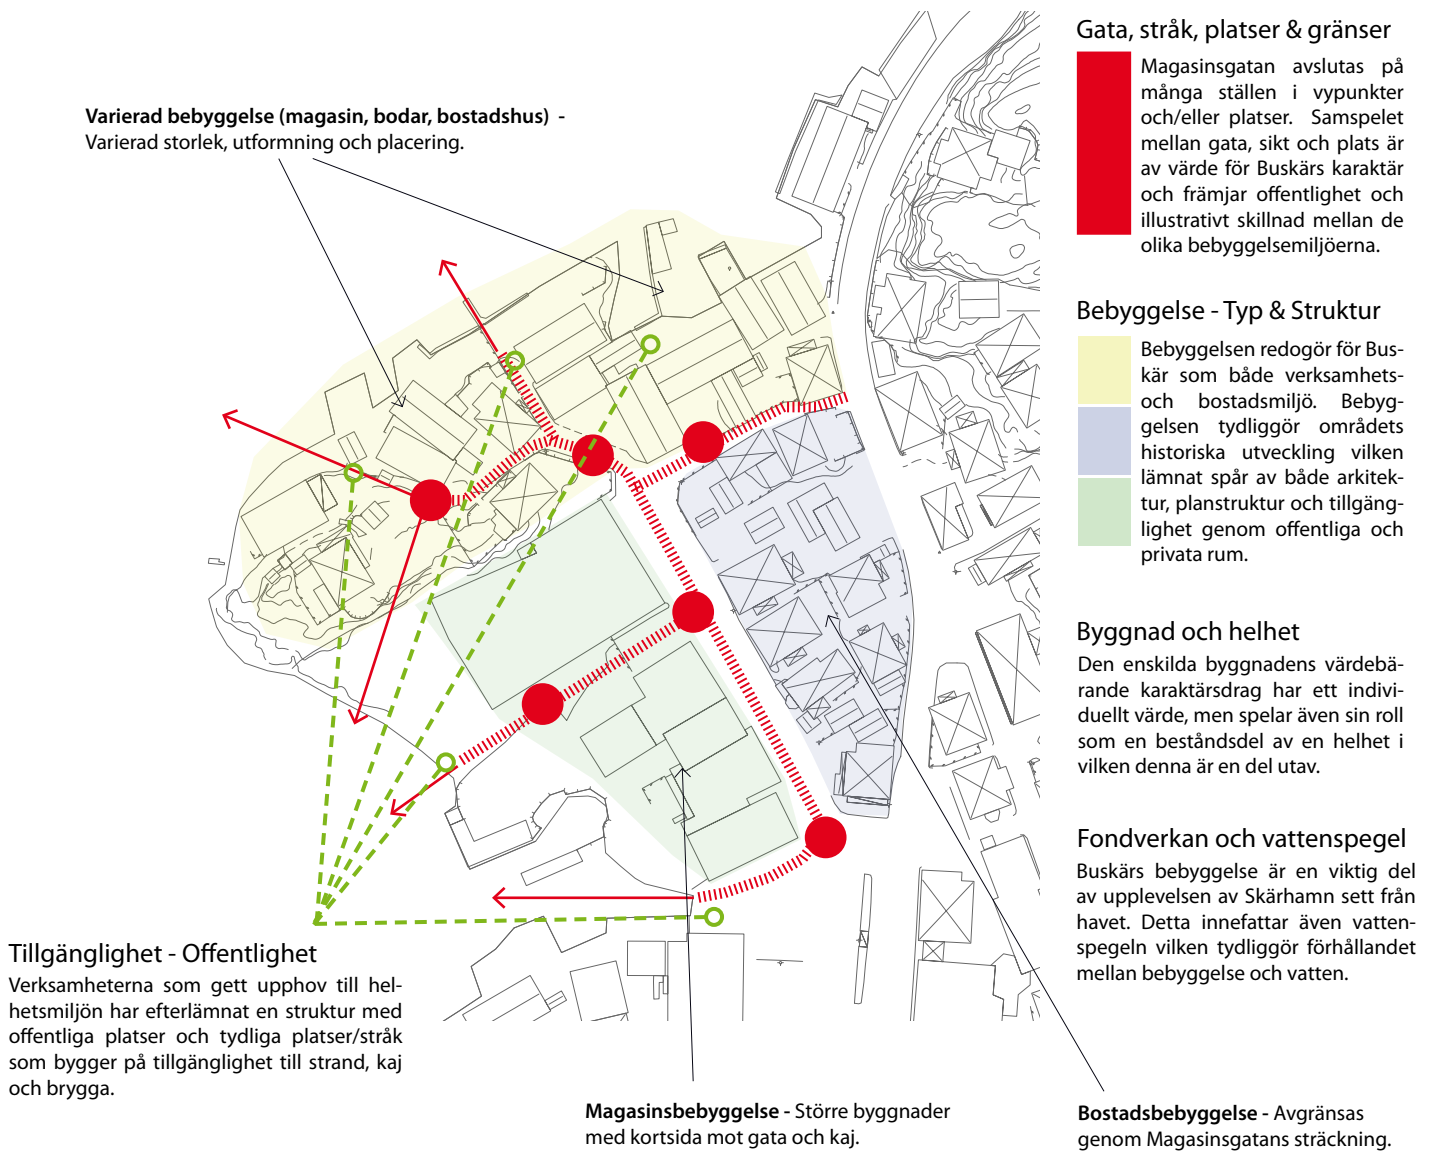 Varierad bebyggelse (magasin, bodar, bostadshus) -
Varierad storlek, utformning och placering.
Gata, stråk, platser & gränser
Magasinsgatan avslutas på
många ställen i vypunkter
och/eller platser. Samspelet
mellan gata, sikt och plats är
av värde för Buskärs karaktär
och främjar offentlighet och
illustrativt skillnad mellan de
olika bebyggelsemiljöerna.
Bebyggelse - Typ & Struktur
Bebyggelsen redogör för Bus-
kär som både verksamhets-
och bostadsmiljö. Bebyg-
gelsen tydliggör områdets
historiska utveckling vilken
lämnat spår av både arkitek-
tur, planstruktur och tillgäng-
lighet genom offentliga och
privata rum.
Byggnad och helhet
Den enskilda byggnadens värdebä-
rande karaktärsdrag har ett indivi-
duellt värde, men spelar även sin roll
som en beståndsdel av en helhet i
vilken denna är en del utav.
Fondverkan och vattenspegel
Buskärs bebyggelse är en viktig del
av upplevelsen av Skärhamn sett från
havet. Detta innefattar även vatten-
spegeln vilken tydliggör förhållandet
mellan bebyggelse och vatten.
Tillgänglighet - Offentlighet
Verksamheterna som gett upphov till hel-
hetsmiljön har efterlämnat en struktur med
offentliga platser och tydliga platser/stråk
som bygger på tillgänglighet till strand, kaj
och brygga.
Magasinsbebyggelse - Större byggnader
med kortsida mot gata och kaj.
Bostadsbebyggelse - Avgränsas
genom Magasinsgatans sträckning.